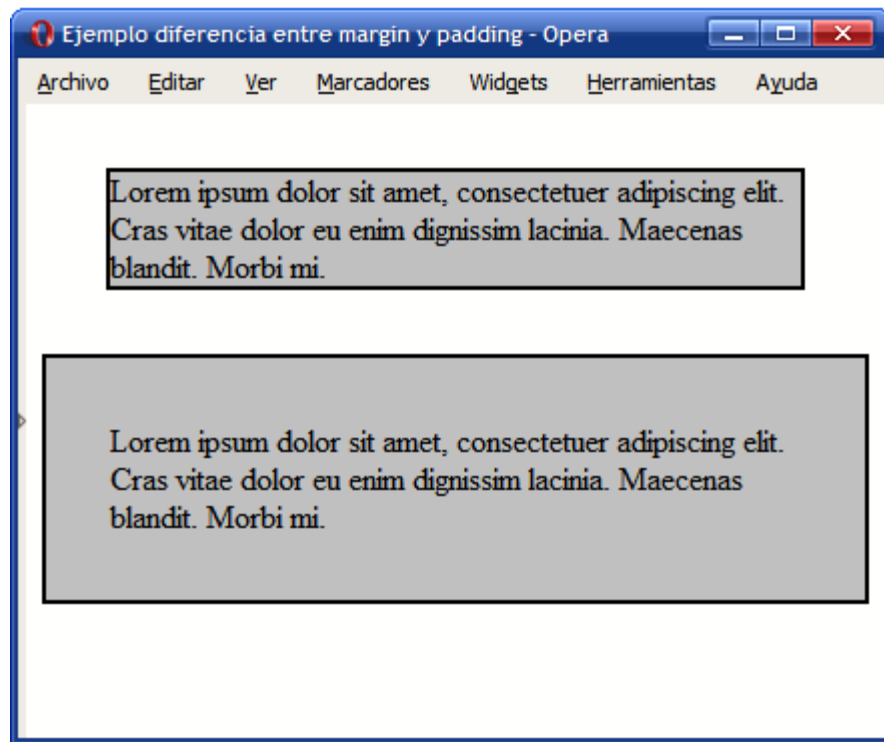 Ejemplo diferencia entre margin y padding - Opera
Archivo Editar Ver Marcadores Widgets Herramientas Ayuda
Lorem ipsum dolor sit amet, consectetuer adipiscing elit.
Cras vitae dolor eu enim dignissim lacinia. Maecenas
blandit. Morbi mi.
Lorem ipsum dolor sit amet, consectetuer adipiscing elit.
Cras vitae dolor eu enim dignissim lacinia. Maecenas
blandit. Morbi mi.